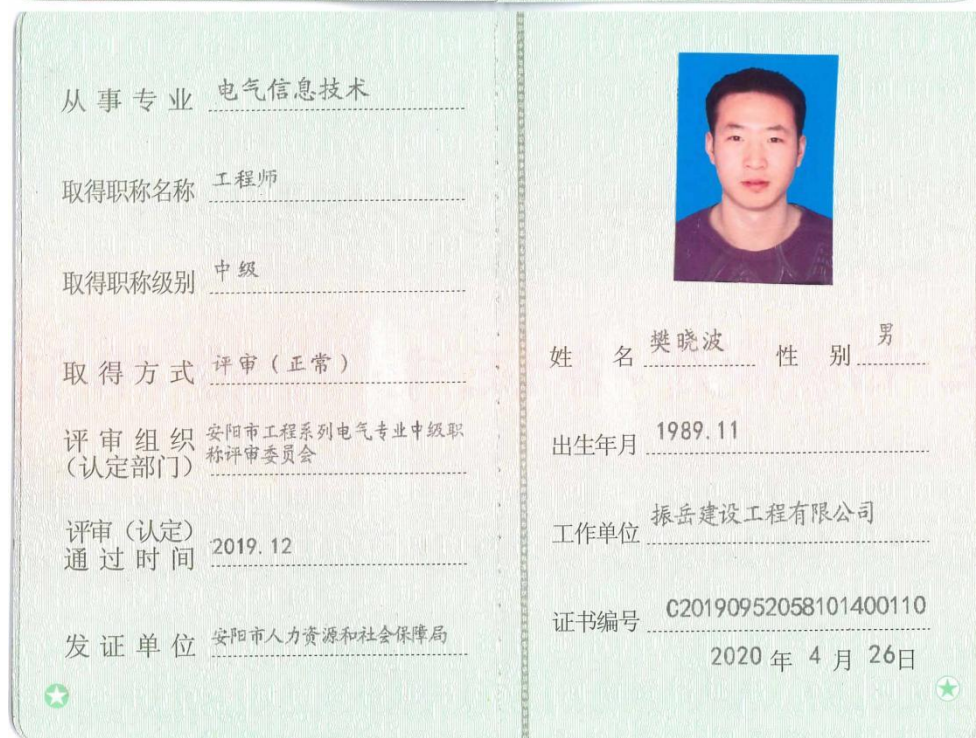 从事专业 电气信息技术
取得职称名称 工程师
取得职称级别 中级
取得方式 评审（正常）
评审组织 安阳市工程系列电气专业中级职
（认定部门） 称评审委员会
评审（认定）
通过时间 2019.12
发证单位 安阳市人力资源和社会保障局
姓名 樊晓波 性别 男
出生年月 1989.11
工作单位 振岳建设工程有限公司
证书编号 C20190952058101400110
2020 年 4 月 26日